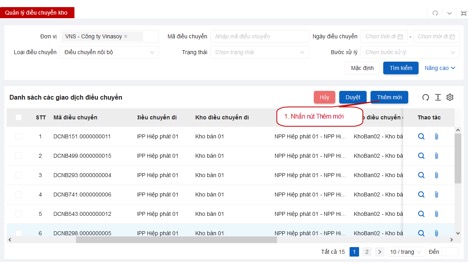 Quản lý điều chuyển kho
Đơn vị VNS - Công ty Vinasoy × Mã điều chuyển Nhập mã điều chuyển Ngày điều chuyển Chọn thời đi - Chọn thời đi
Loại điều chuyển Điều chuyển nội bộ Trạng thái Chọn trạng thái Bước xử lý Chọn bước xử lý
Mặc định Tìm kiếm Nâng cao
Danh sách các giao dịch điều chuyển Hủy Duyệt Thêm mới
1. Nhấn nút Thêm mới
STT Mã điều chuyển điều chuyển đi Kho điều chuyển đi điều chuyển Thao tác
1 DCNB151.0000000011 IPP Hiệp phát 01 Kho bán 01 NPP Hiệp phát 01 - NPP Hi... KhoBan02 - Kho bá
2 DCNB499.0000000015 IPP Hiệp phát 01 Kho bán 01 NPP Hiệp phát 01 - NPP Hi... KhoBan02 - Kho bá
3 DCNB293.0000000004 IPP Hiệp phát 01 Kho bán 01 NPP Hiệp phát 01 - NPP Hi... KhoBan02 - Kho bá
4 DCNB741.0000000006 IPP Hiệp phát 01 Kho bán 01 NPP Hiệp phát 01 - NPP Hi... KhoBan02 - Kho bá
5 DCNB543.0000000012 IPP Hiệp phát 01 Kho bán 01 NPP Hiệp phát 01 - NPP Hi... KhoBan02 - Kho bá
6 DCNB298.0000000005 IPP Hiệp phát 01 Kho bán 01 NPP Hiệp phát 01 - NPP Hi... KhoBan02 - Kho bá
Tất cả 15 1 2 > 10 / trang Đến